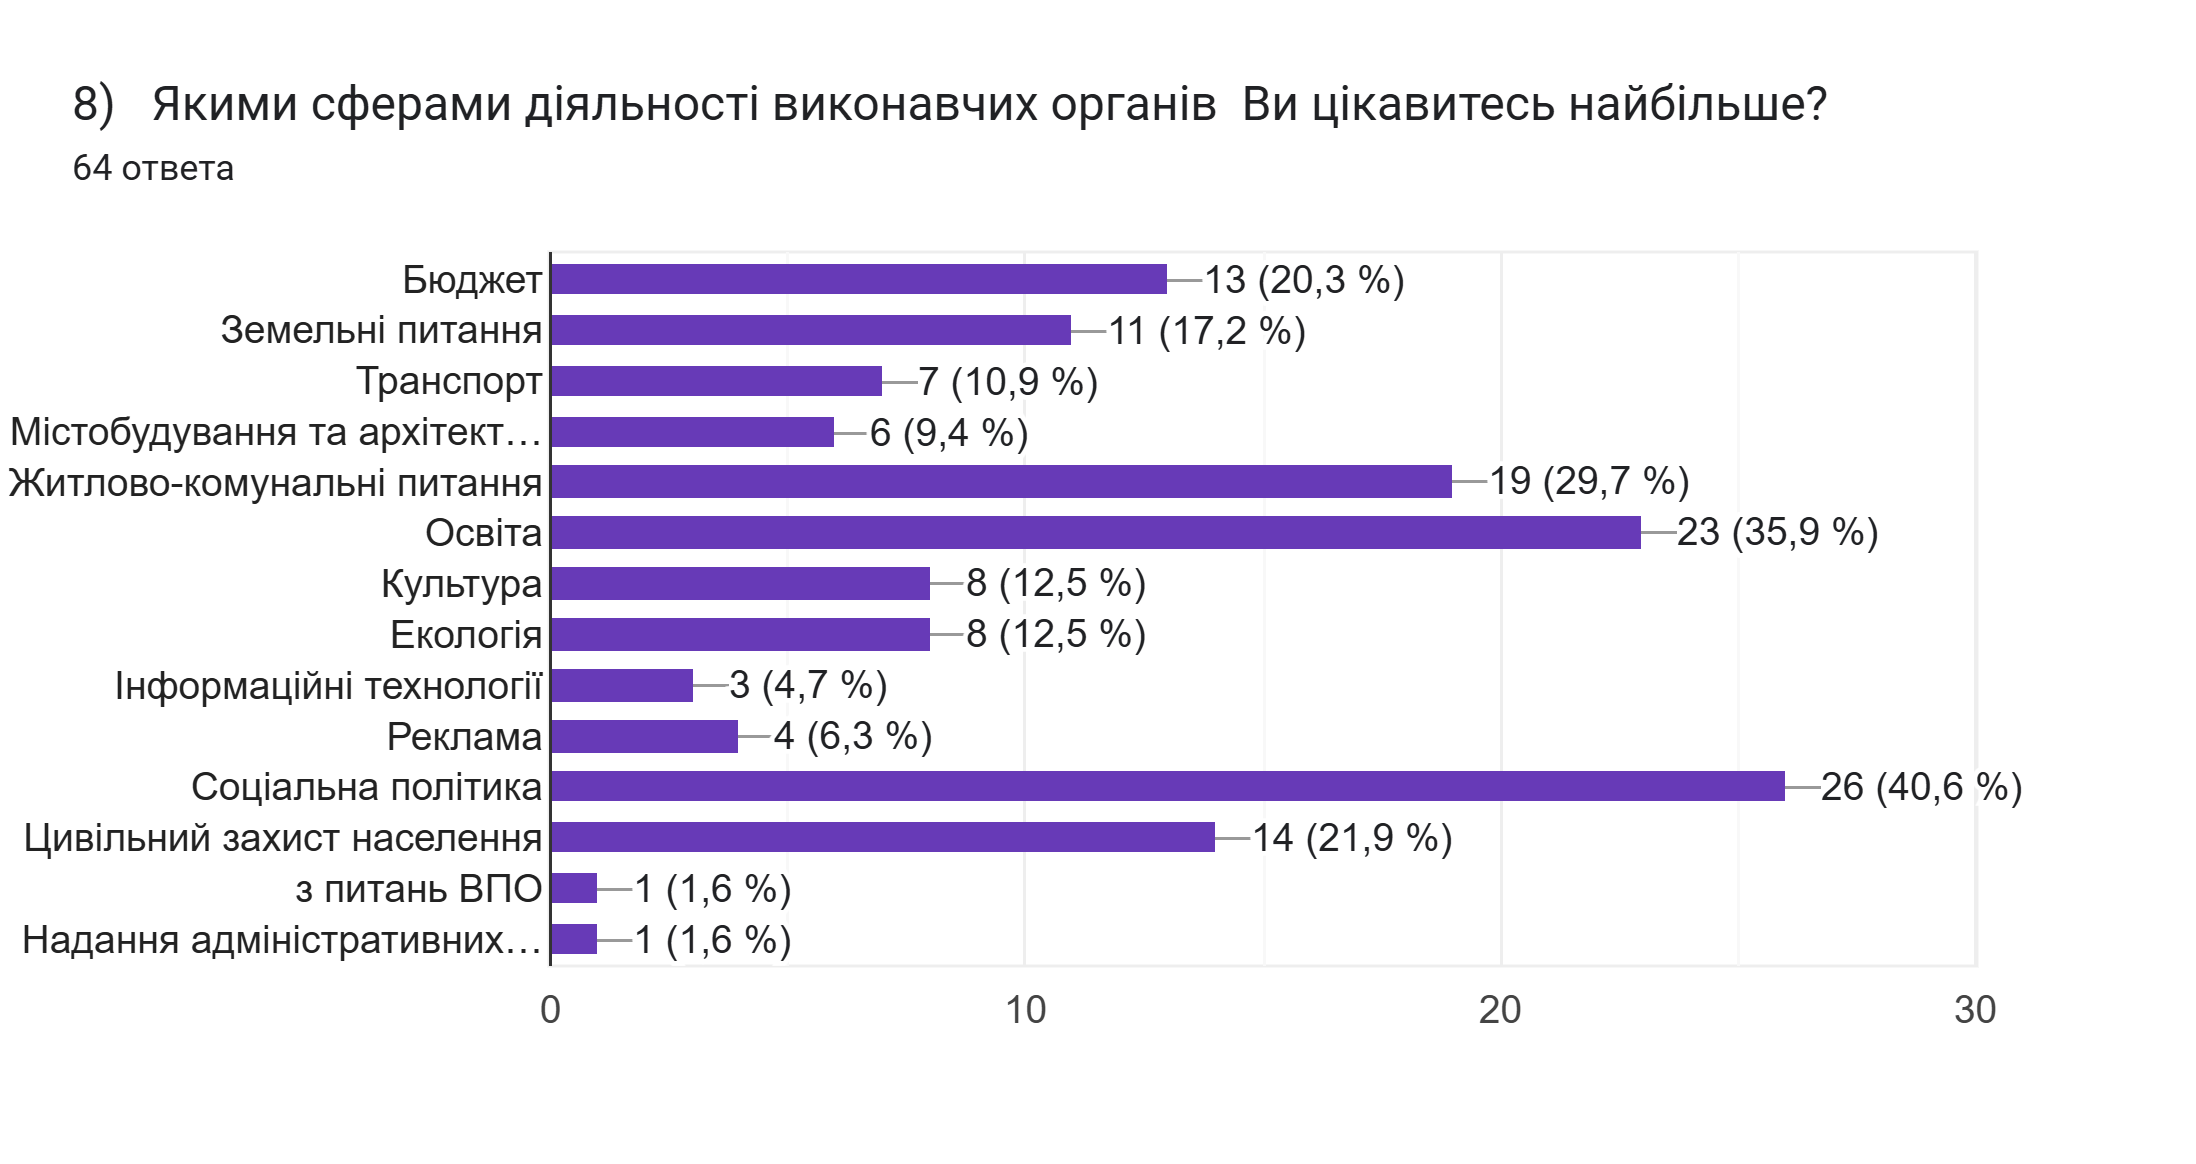 8) Якими сферами діяльності виконавчих органів Ви цікавитесь найбільше?
64 ответа
Бюджет 13 (20,3 %)
Земельні питання 11 (17,2 %)
Транспорт 7 (10,9 %)
Містобудування та архітект… 6 (9,4 %)
Житлово-комунальні питання 19 (29,7 %)
Освіта 23 (35,9 %)
Культура 8 (12,5 %)
Екологія 8 (12,5 %)
Інформаційні технології 3 (4,7 %)
Реклама 4 (6,3 %)
Соціальна політика 26 (40,6 %)
Цивільний захист населення 14 (21,9 %)
з питань ВПО 1 (1,6 %)
Надання адміністративних… 1 (1,6 %)
0 10 20 30